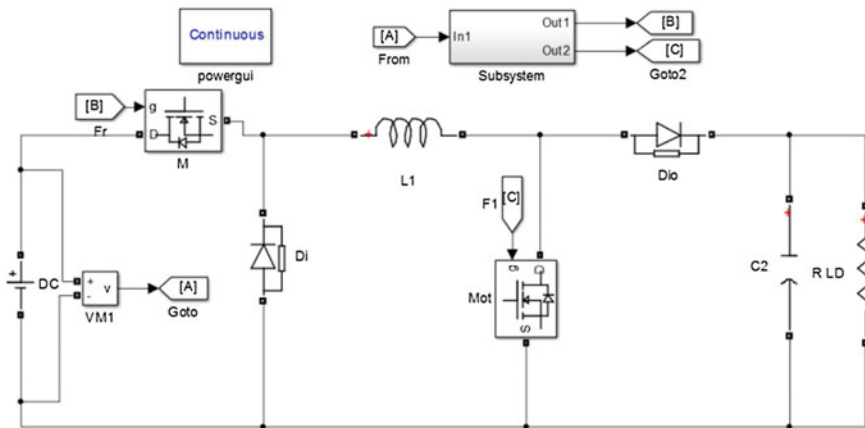 Continuous
powergui
[A]
From
In1
Out1
Out2
Subsystem
[B]
[C]
Goto2
[B]
Fr
g
D
S
M
L1
Dio
F1
[C]
Di
g
D
S
Mot
C2
R LD
+
DC
+
-
v
VM1
[A]
Goto